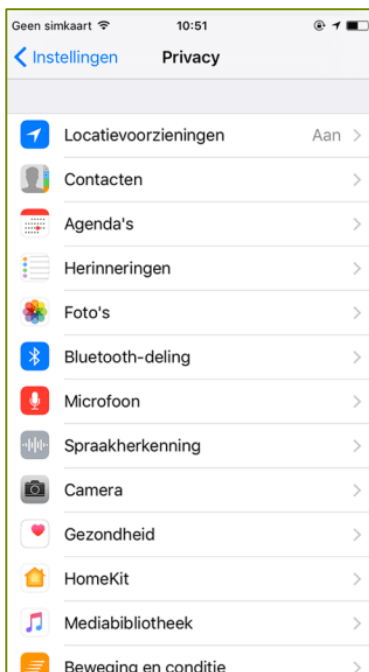 Geen simkaart 10:51
Instellingen Privacy
Locatievoorzieningen Aan
Contacten
Agenda's
Herinneringen
Foto's
Bluetooth-deling
Microfoon
Spraakherkenning
Camera
Gezondheid
HomeKit
Mediabibliotheek
Beweging en conditie